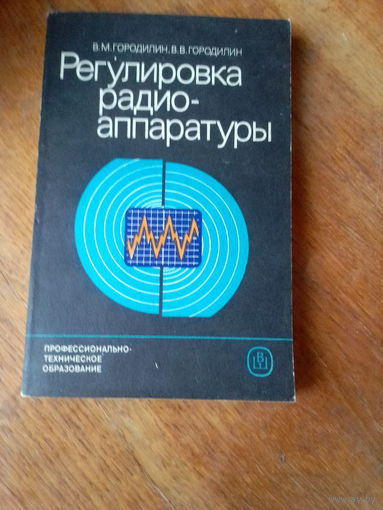 В.М. ГОРОДИЛИН, В.В. ГОРОДИЛИН
Регулировка
радио-
аппаратуры
ПРОФЕССИОНАЛЬНО-
ТЕХНИЧЕСКОЕ
ОБРАЗОВАНИЕ